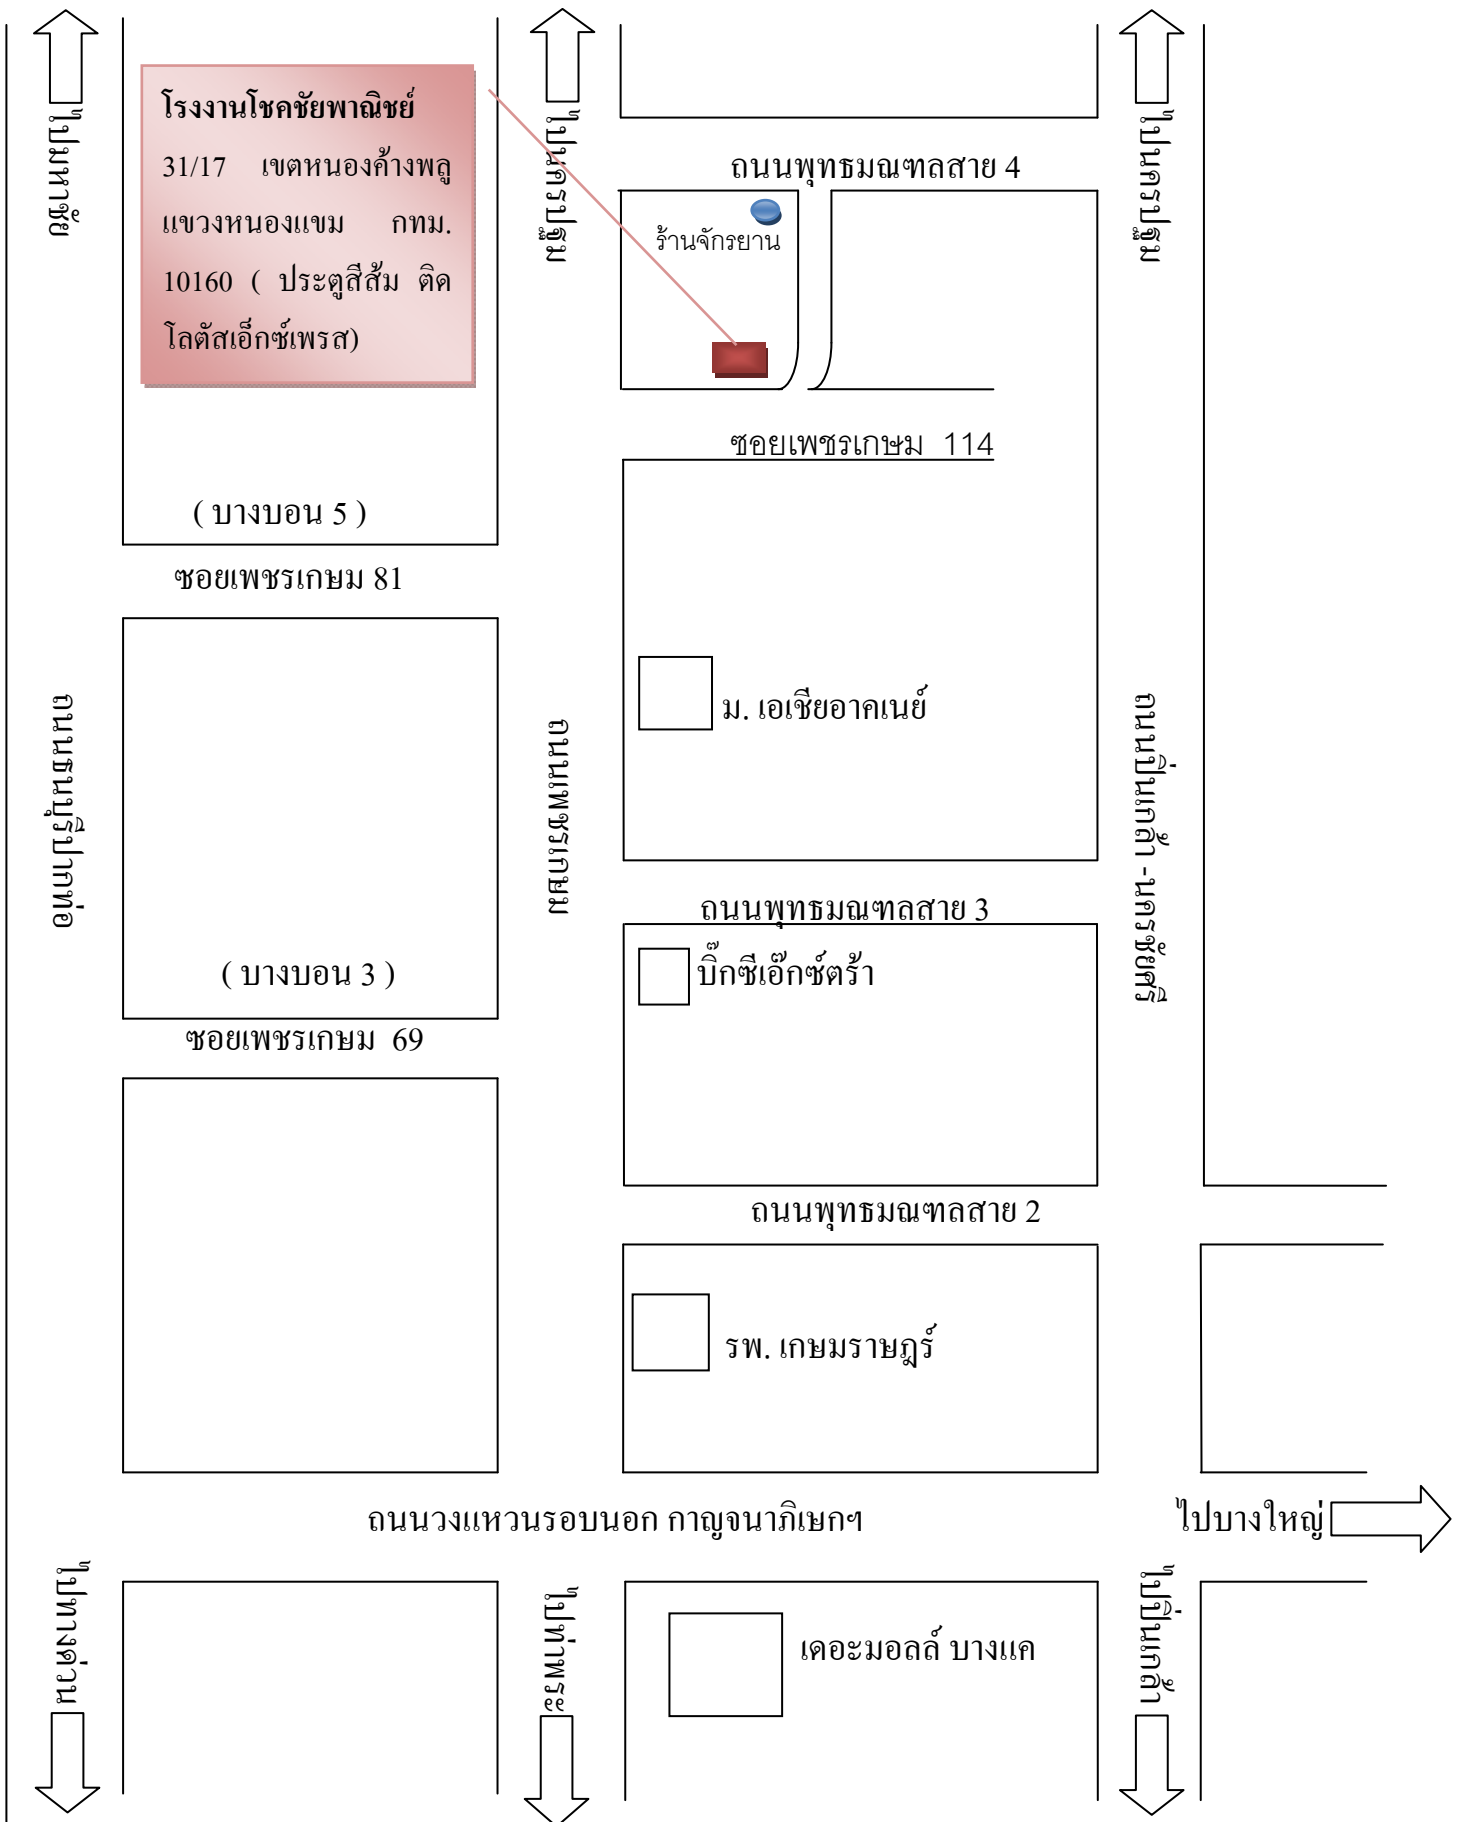 ไปมหาชัย
โรงงานโชคชัยพาณิชย์
31/17 เขตหนองค้างพลู
แขวงหนองแขม กทม.
10160 ( ประตูสีส้ม ติด
โลตัสเอ็กซ์เพรส)
ไปนครปฐม
ถนนพุทธมณฑลสาย 4
ร้านจักรยาน
ไปนครปฐม
ซอยเพชรเกษม 114
( บางบอน 5 )
ซอยเพชรเกษม 81
ม. เอเชียอาคเนย์
ถนนธนบุรีปากท่อ
ถนนเพชรเกษม
ถนนปิ่นเกล้า -นครชัยศรี
ถนนพุทธมณฑลสาย 3
บิ๊กซีเอ๊กซ์ตร้า
( บางบอน 3 )
ซอยเพชรเกษม 69
ถนนพุทธมณฑลสาย 2
รพ. เกษมราษฎร์
ถนนวงแหวนรอบนอก กาญจนาภิเษกฯ
ไปบางใหญ่
ไปทางด่วน
ไปท่าพระ
เดอะมอลล์ บางแค
ไปปิ่นเกล้า